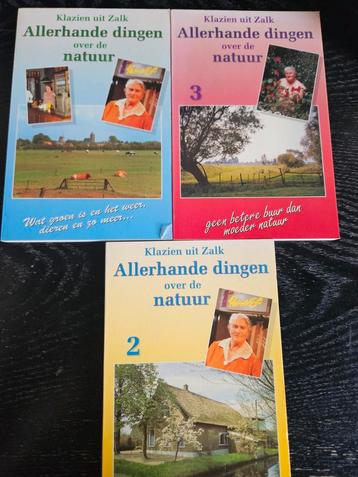 Klazien uit Zalk
Allerhande dingen
over de
natuur
Wat groen is en het weer,
dieren en zo meer...
Klazien uit Zalk
Allerhande dingen
over de
natuur
3
geen betere buur dan
moeder natuur
Klazien uit Zalk
Allerhande dingen
over de
natuur
2